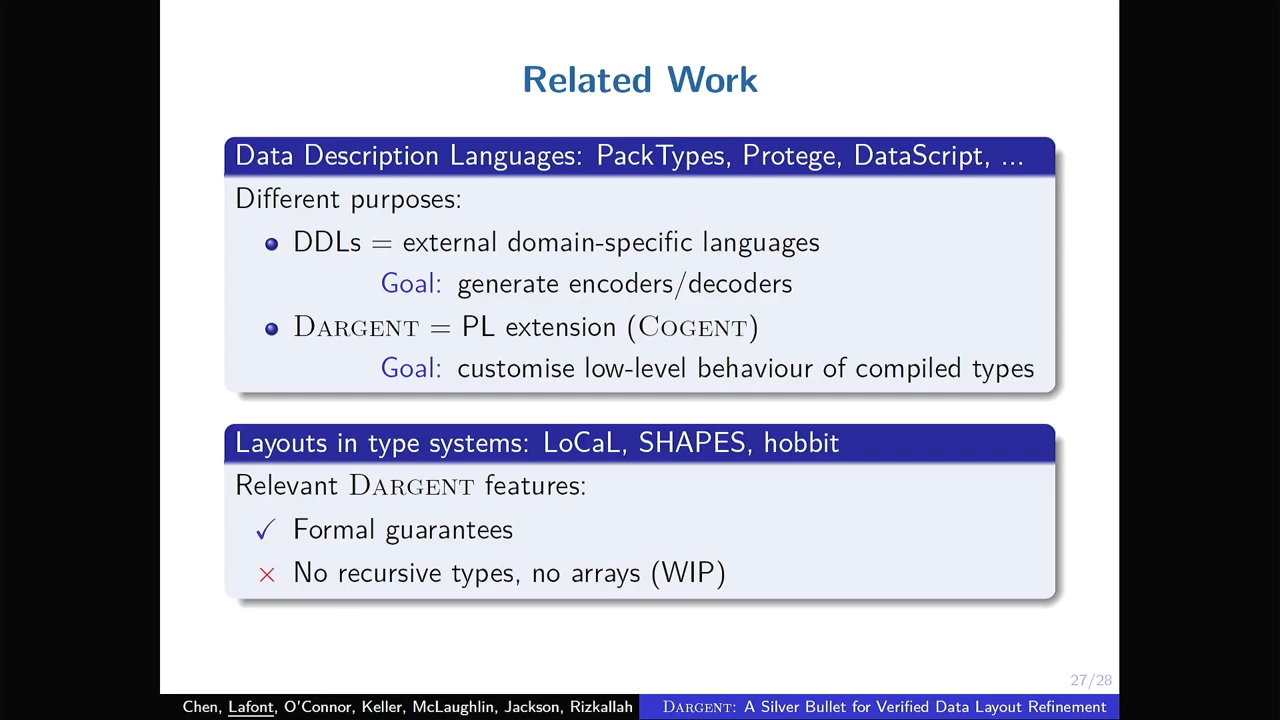 Related Work
Data Description Languages: PackTypes, Protege, DataScript, ...
Different purposes:
DDLs = external domain-specific languages
Goal: generate encoders/decoders
DARGENT = PL extension (COGENT)
Goal: customise low-level behaviour of compiled types
Layouts in type systems: LoCaL, SHAPES, hobbit
Relevant DARGENT features:
✓ Formal guarantees
× No recursive types, no arrays (WIP)
27/28
Chen, Lafont, O'Connor, Keller, McLaughlin, Jackson, Rizkallah
DARGENT: A Silver Bullet for Verified Data Layout Refinement